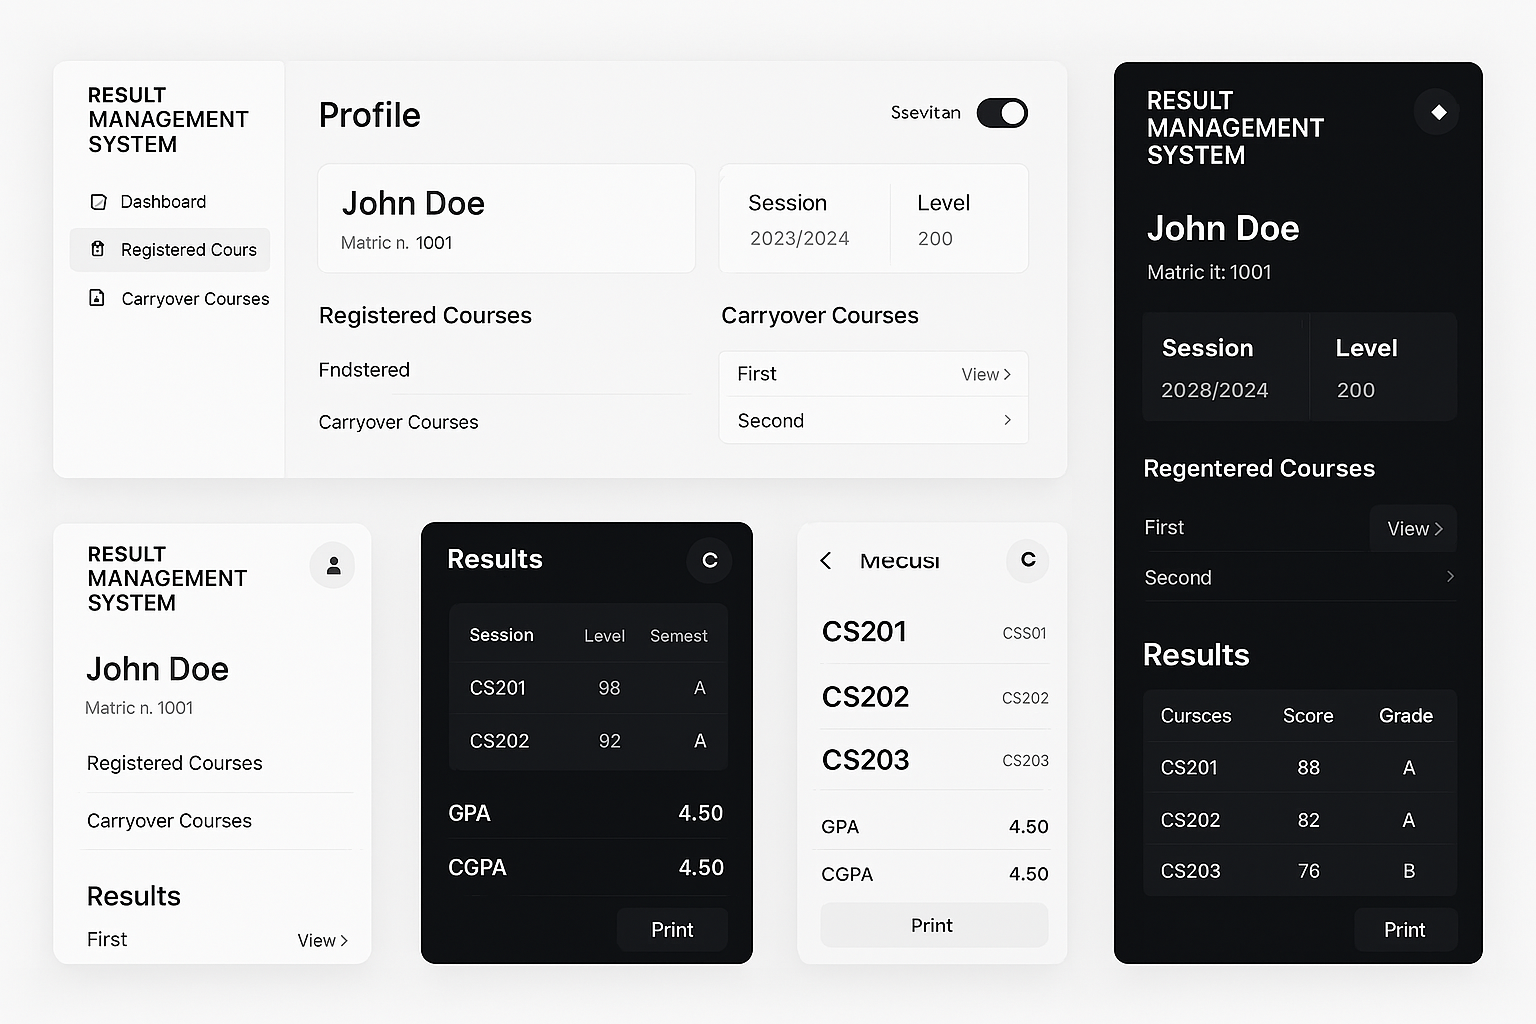 RESULT
MANAGEMENT
SYSTEM
Dashboard
Registered Cours
Carryover Courses
Profile
Ssevitan
John Doe
Matric n. 1001
Session
Level
2023/2024
200
Registered Courses
Fndstered
Carryover Courses
Carryover Courses
First
View >
Second
>
RESULT
MANAGEMENT
SYSTEM
John Doe
Matric n. 1001
Registered Courses
Carryover Courses
Results
First
View >
Results
C
Session Level Semest
CS201 98 A
CS202 92 A
GPA 4.50
CGPA 4.50
Print
< Mecusi
C
CS201 CSS01
CS202 CS202
CS203 CS203
GPA 4.50
CGPA 4.50
Print
RESULT
MANAGEMENT
SYSTEM
John Doe
Matric it: 1001
Session
Level
2028/2024
200
Regentered Courses
First
View >
Second
>
Results
Cursces Score Grade
CS201 88 A
CS202 82 A
CS203 76 B
Print